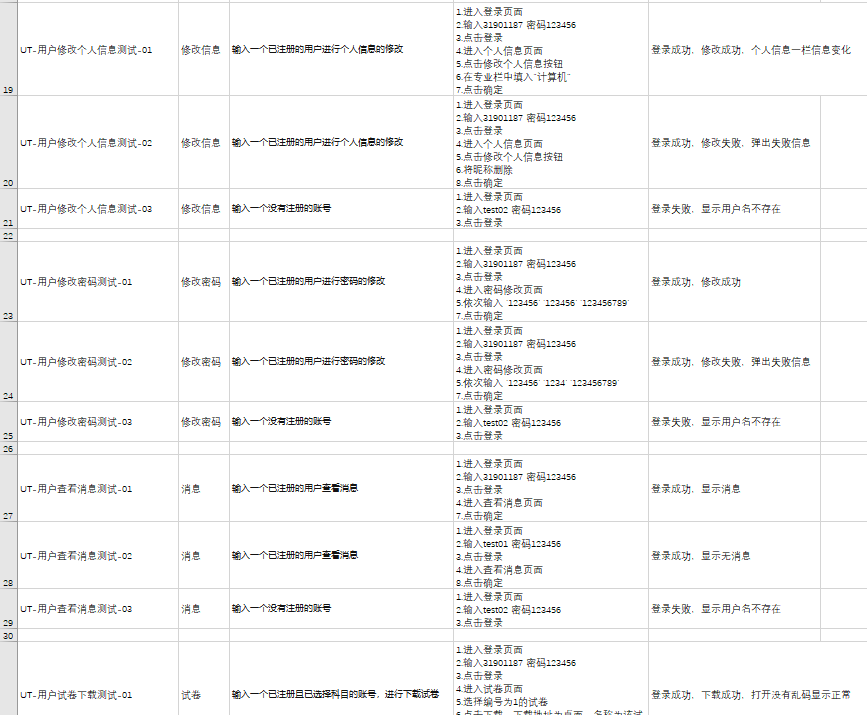 19
UT-用户修改个人信息测试-01
修改信息
输入一个已注册的用户进行个人信息的修改
1.进入登录页面
2.输入31901187 密码123456
3.点击登录
4.进入个人信息页面
5.点击修改个人信息按钮
6.在专业栏中填入“计算机”
7.点击确定
登录成功，修改成功，个人信息一栏信息变化
20
UT-用户修改个人信息测试-02
修改信息
输入一个已注册的用户进行个人信息的修改
1.进入登录页面
2.输入31901187 密码123456
3.点击登录
4.进入个人信息页面
5.点击修改个人信息按钮
6.将昵称删除
8.点击确定
登录成功，修改失败，弹出失败信息
21
UT-用户修改个人信息测试-03
修改信息
输入一个没有注册的账号
1.进入登录页面
2.输入test02 密码123456
3.点击登录
登录失败，显示用户名不存在
22
23
UT-用户修改密码测试-01
修改密码
输入一个已注册的用户进行密码的修改
1.进入登录页面
2.输入31901187 密码123456
3.点击登录
4.进入密码修改页面
5.依次输入 '123456' '123456' '123456789'
7.点击确定
登录成功，修改成功
24
UT-用户修改密码测试-02
修改密码
输入一个已注册的用户进行密码的修改
1.进入登录页面
2.输入31901187 密码123456
3.点击登录
4.进入密码修改页面
5.依次输入 '123456' '1234' '123456789'
7.点击确定
登录成功，修改失败，弹出失败信息
25
UT-用户修改密码测试-03
修改密码
输入一个没有注册的账号
1.进入登录页面
2.输入test02 密码123456
3.点击登录
登录失败，显示用户名不存在
26
27
UT-用户查看消息测试-01
消息
输入一个已注册的用户查看消息
1.进入登录页面
2.输入31901187 密码123456
3.点击登录
4.进入查看消息页面
7.点击确定
登录成功，显示消息
28
UT-用户查看消息测试-02
消息
输入一个已注册的用户查看消息
1.进入登录页面
2.输入test01 密码123456
3.点击登录
4.进入查看消息页面
8.点击确定
登录成功，显示无消息
29
UT-用户查看消息测试-03
消息
输入一个没有注册的账号
1.进入登录页面
2.输入test02 密码123456
3.点击登录
登录失败，显示用户名不存在
30
UT-用户试卷下载测试-01
试卷
输入一个已注册且已选择科目的账号，进行下载试卷
1.进入登录页面
2.输入31901187 密码123456
3.点击登录
4.进入试卷页面
5.选择编号为1的试卷
6.点击下载，下载地址为桌面，名称为该试
登录成功，下载成功，打开没有乱码显示正常